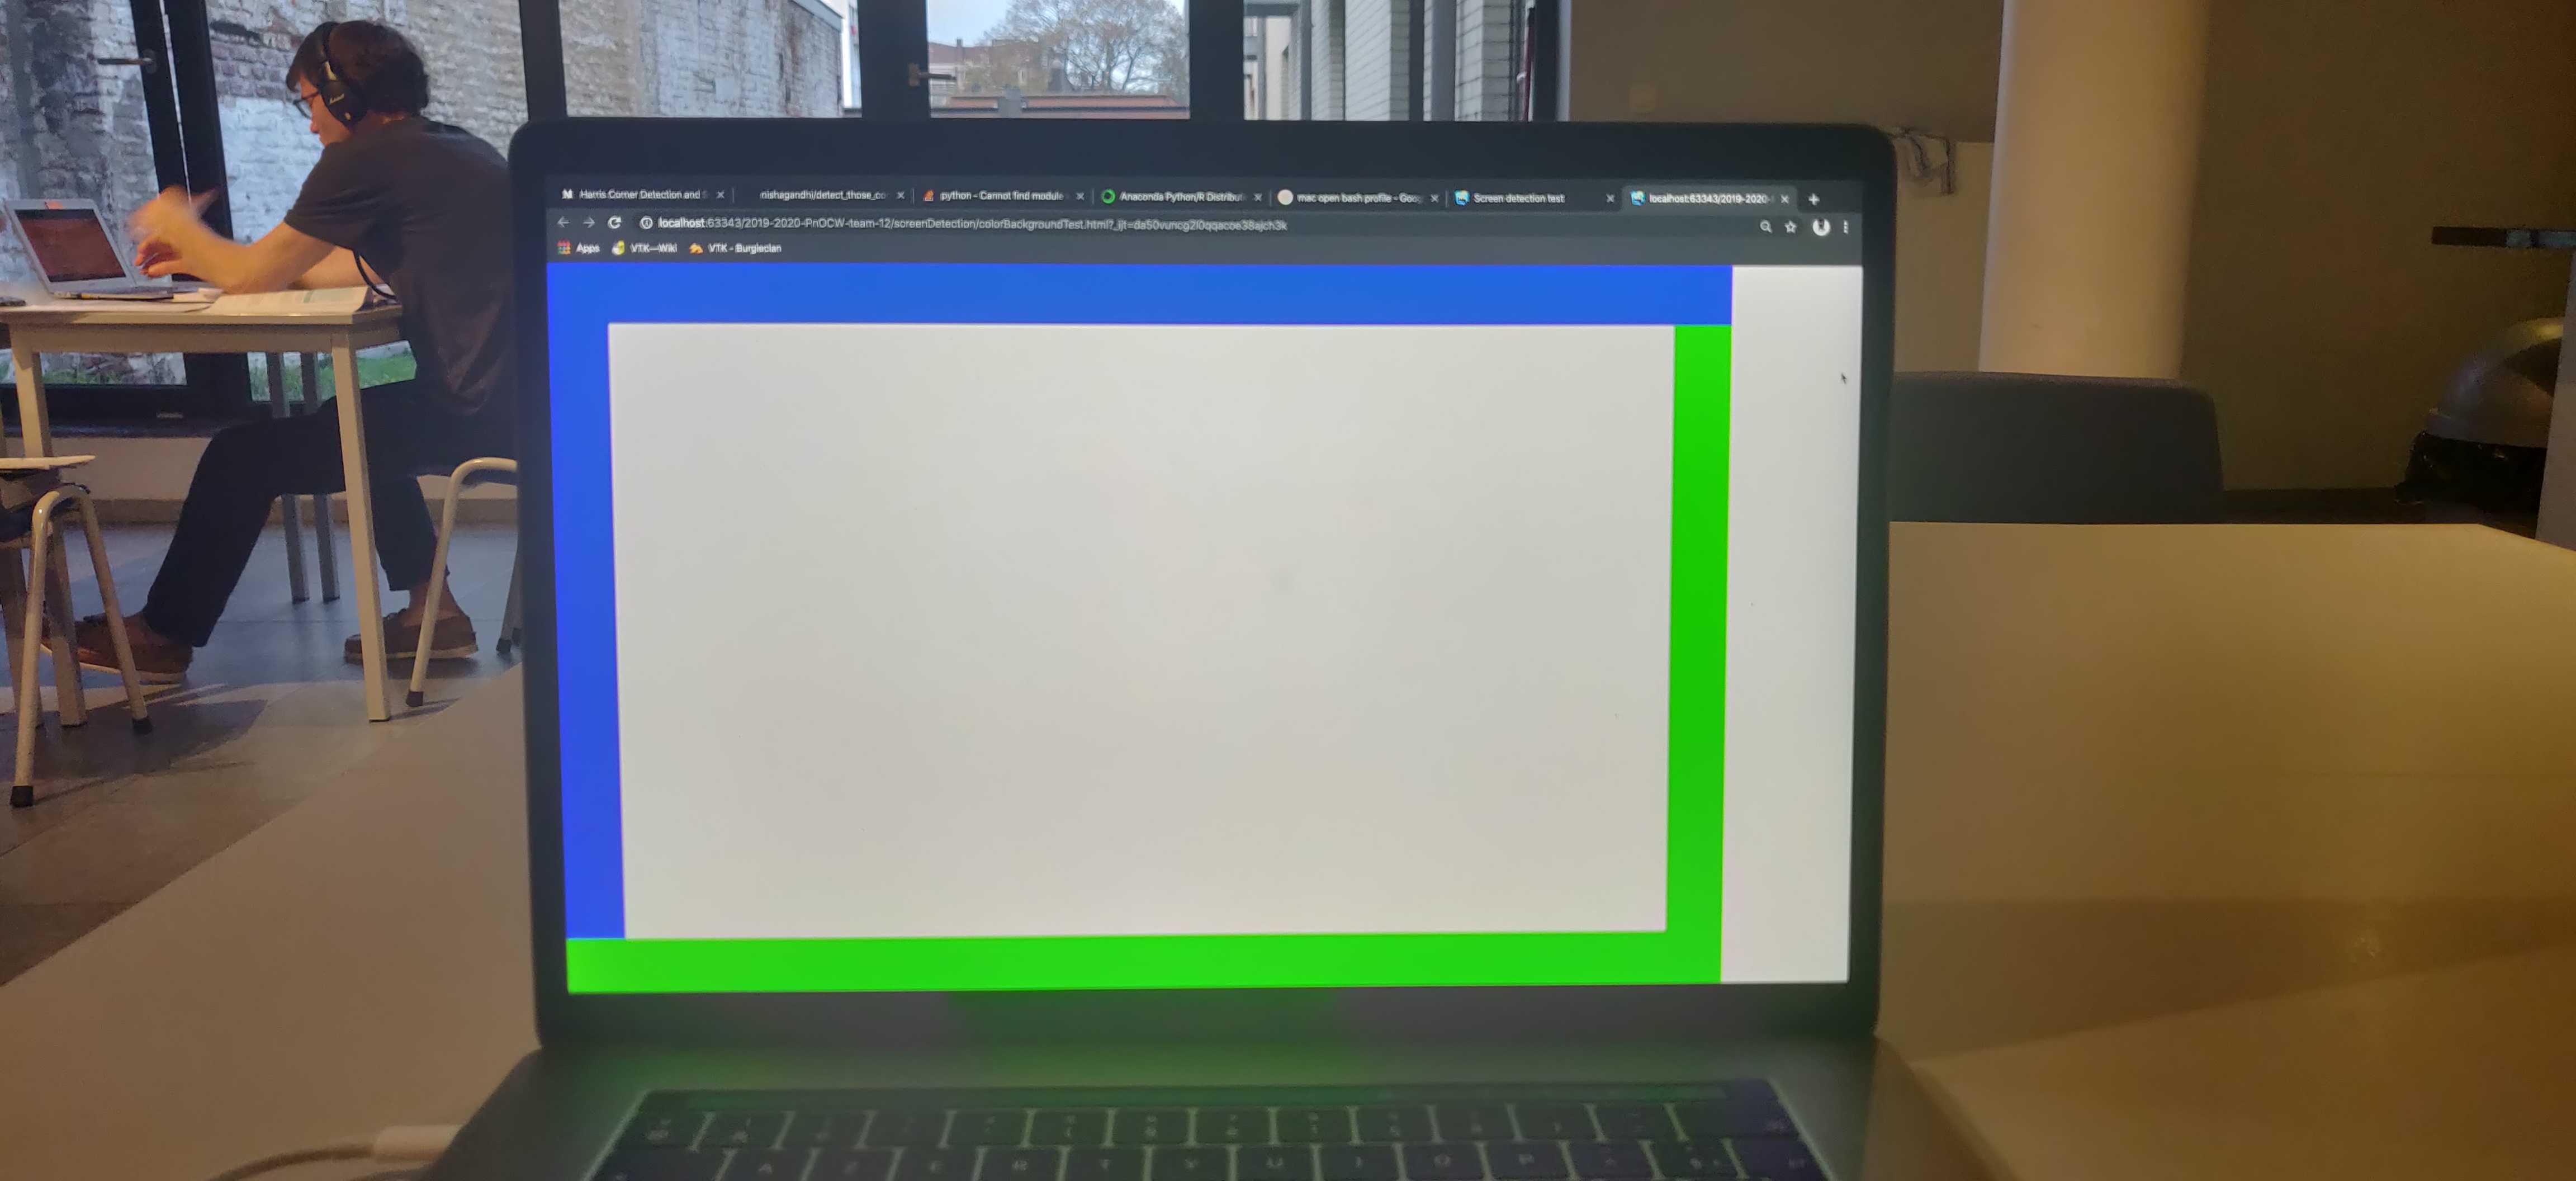 Harris Corner Detection and S
nishagandhi/detect_those_co
python - Cannot find module
Anaconda Python/R Distribut
mac open bash profile - Goog
Screen detection test
localhost:63343/2019-2020-
localhost:63343/2019-2020-PnOCW-team-12/screenDetection/colorBackgroundTest.html?_ijt=da50vuncg2l0qqacoe38ajch3k
Apps
VTK—Wiki
VTK - Burgieclan